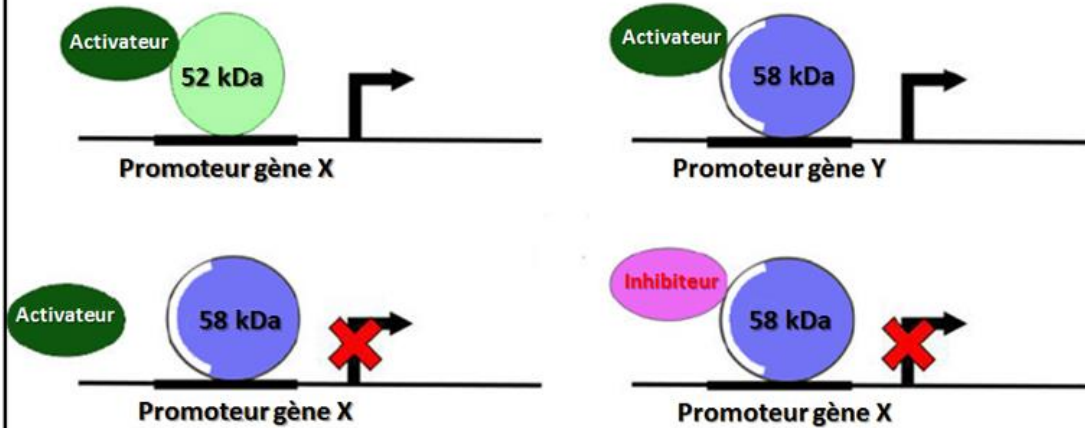 Activateur
52 kDa
Promoteur gène X
Activateur
58 kDa
Promoteur gène Y
Activateur
58 kDa
Promoteur gène X
Inhibiteur
58 kDa
Promoteur gène X